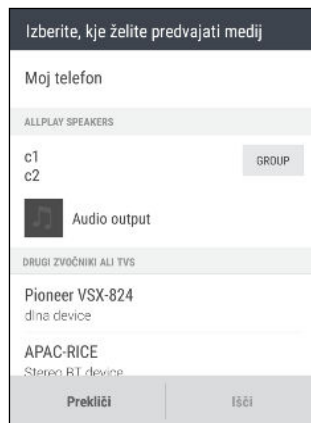 Izberite, kje želite predvajati medij
Moj telefon
ALLPLAY SPEAKERS
c1
GROUP
c2
Audio output
DRUGI ZVOČNIKI ALI TVS
Pioneer VSX-824
dlna device
APAC-RICE
Stereo BT device
Prekliči
Išči